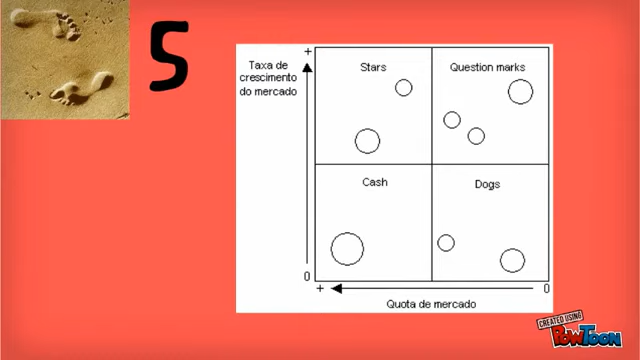 5
+
Taxa de
crescimento
do mercado
Stars
Question marks
Cash
Dogs
0
+
0
Quota de mercado
CREATED USING
POWTOON